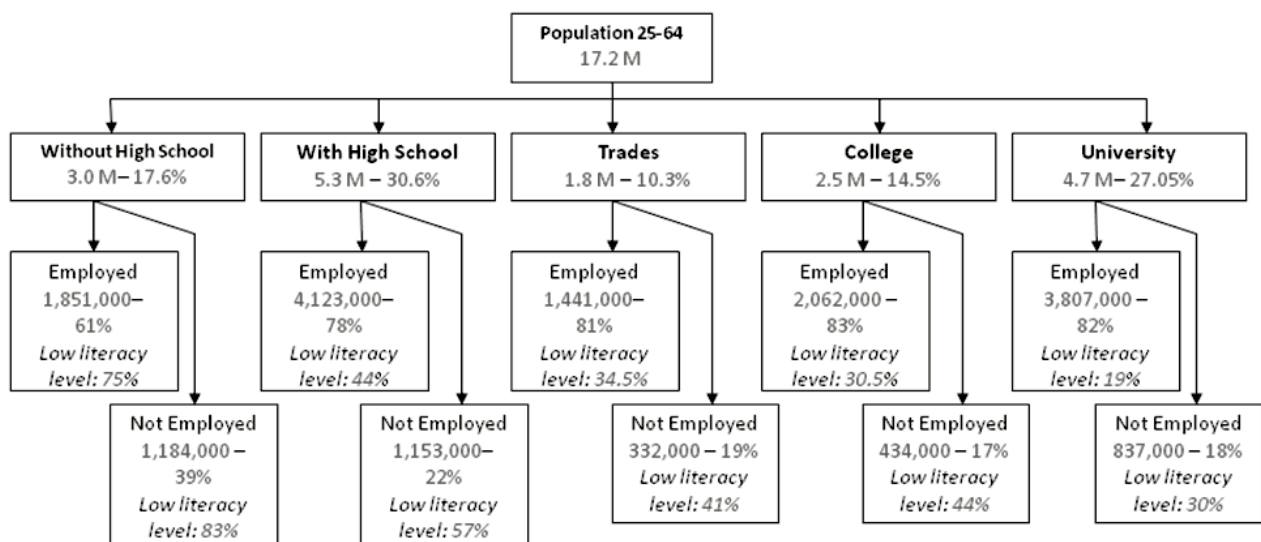 Population 25-64
17.2 M
Without High School
3.0 M– 17.6%
With High School
5.3 M – 30.6%
Trades
1.8 M – 10.3%
College
2.5 M – 14.5%
University
4.7 M– 27.05%
Employed
1,851,000–
61%
Low literacy
level: 75%
Employed
4,123,000–
78%
Low literacy
level: 44%
Employed
1,441,000–
81%
Low literacy
level: 34.5%
Employed
2,062,000 –
83%
Low literacy
level: 30.5%
Employed
3,807,000 –
82%
Low literacy
level: 19%
Not Employed
1,184,000 –
39%
Low literacy
level: 83%
Not Employed
1,153,000–
22%
Low literacy
level: 57%
Not Employed
332,000 – 19%
Low literacy
level: 41%
Not Employed
434,000 – 17%
Low literacy
level: 44%
Not Employed
837,000 – 18%
Low literacy
level: 30%